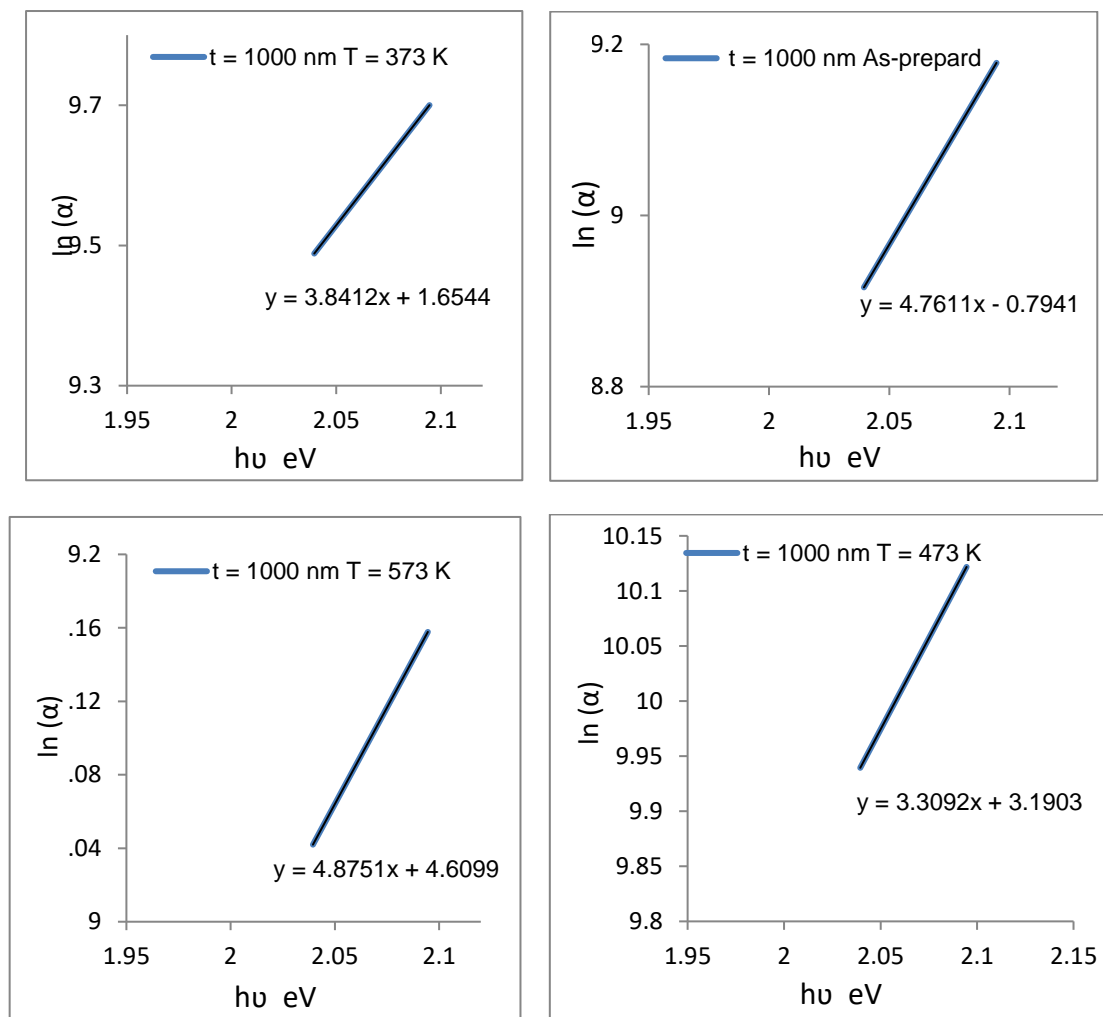 t = 1000 nm T = 373 K
9.7
9.5
9.3
ln (α)
y = 3.8412x + 1.6544
1.95 2 2.05 2.1
hυ eV
t = 1000 nm As-prepard
9.2
9
8.8
ln (α)
y = 4.7611x - 0.7941
1.95 2 2.05 2.1
hυ eV
t = 1000 nm T = 573 K
9.2
.16
.12
.08
.04
9
ln (α)
y = 4.8751x + 4.6099
1.95 2 2.05 2.1
hυ eV
t = 1000 nm T = 473 K
10.15
10.1
10.05
10
9.95
9.9
9.85
9.8
ln (α)
y = 3.3092x + 3.1903
1.95 2 2.05 2.1 2.15
hυ eV